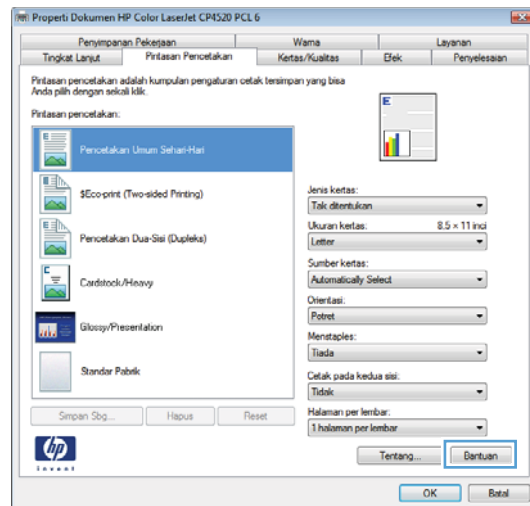 Properti Dokumen HP Color LaserJet CP4520 PCL 6
Penyimpanan Pekerjaan
Warna
Layanan
Tingkat Lanjut
Pintasan Pencetakan
Kertas/Kualitas
Efek
Penyelesaian
Pintasan pencetakan adalah kumpulan pengaturan cetak tersimpan yang bisa
Anda pilih dengan sekali klik.
Pintasan pencetakan:
Pencetakan Umum Sehari-Hari
$Eco-print (Two-sided Printing)
Pencetakan Dua-Sisi (Dupleks)
Cardstock/Heavy
Glossy/Presentation
Standar Pabrik
Simpan Sbg...
Hapus
Reset
E
E
E
E
C
Jenis kertas:
Tak ditentukan
Ukuran kertas:
8.5 × 11 inci
Letter
Sumber kertas:
Automatically Select
Orientasi:
Potret
Menstaples:
Tiada
Cetak pada kedua sisi:
Tidak
Halaman per lembar:
1 halaman per lembar
hp
invent
Tentang...
Bantuan
OK
Batal